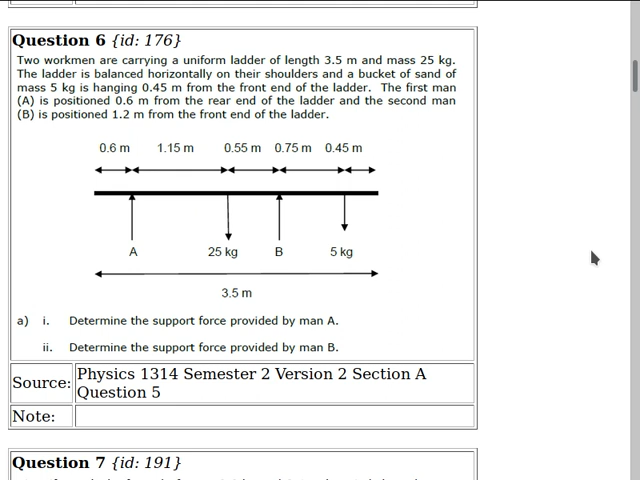 Question 6 {id: 176}
Two workmen are carrying a uniform ladder of length 3.5 m and mass 25 kg.
The ladder is balanced horizontally on their shoulders and a bucket of sand of
mass 5 kg is hanging 0.45 m from the front end of the ladder. The first man
(A) is positioned 0.6 m from the rear end of the ladder and the second man
(B) is positioned 1.2 m from the front end of the ladder.
0.6 m 1.15 m 0.55 m 0.75 m 0.45 m
A 25 kg B 5 kg
3.5 m
a) i. Determine the support force provided by man A.
ii. Determine the support force provided by man B.
Source: Physics 1314 Semester 2 Version 2 Section A
Question 5
Note:
Question 7 {id: 191}